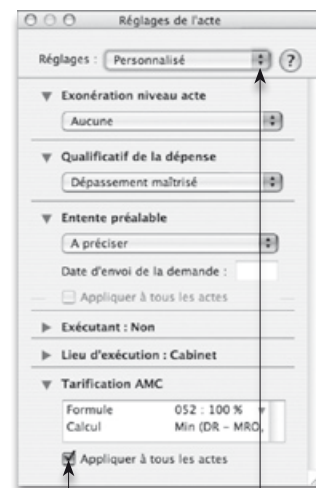 Réglages de l'acte
Réglages : Personnalisé ?
Exonération niveau acte
Aucune
Qualificatif de la dépense
Dépassement maîtrisé
Entente préalable
A préciser
Date d'envoi de la demande :
Appliquer à tous les actes
Exécutant : Non
Lieu d'exécution : Cabinet
Tarification AMC
Formule 052 : 100 %
Calcul Min (DR – MRO,
Appliquer à tous les actes